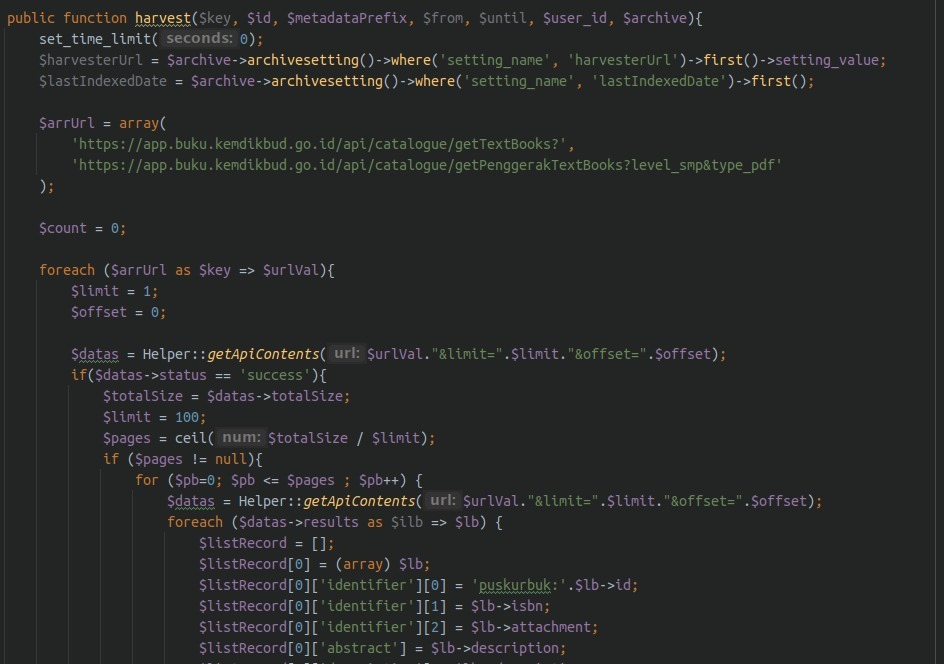 public function harvest($key, $id, $metadataPrefix, $from, $until, $user_id, $archive){
set_time_limit( seconds: 0);
$harvesterUrl = $archive->archivesetting()->where('setting_name', 'harvesterUrl')->first()->setting_value;
$lastIndexedDate = $archive->archivesetting()->where('setting_name', 'lastIndexedDate')->first();
$arrUrl = array(
'https://app.buku.kemdikbud.go.id/api/catalogue/getTextBooks?',
'https://app.buku.kemdikbud.go.id/api/catalogue/getPenggerakTextBooks?level_smp&type_pdf'
);
$count = 0;
foreach ($arrUrl as $key => $urlVal){
$limit = 1;
$offset = 0;
$datas = Helper::getApiContents( url: $urlVal."&limit=".$limit."&offset=".$offset);
if($datas->status == 'success'){
$totalSize = $datas->totalSize;
$limit = 100;
$pages = ceil( num: $totalSize / $limit);
if ($pages != null){
for ($pb=0; $pb <= $pages ; $pb++) {
$datas = Helper::getApiContents( url: $urlVal."&limit=".$limit."&offset=".$offset);
foreach ($datas->results as $ilb => $lb) {
$listRecord = [];
$listRecord[0] = (array) $lb;
$listRecord[0]['identifier'][0] = 'puskurbuk:'.$lb->id;
$listRecord[0]['identifier'][1] = $lb->isbn;
$listRecord[0]['identifier'][2] = $lb->attachment;
$listRecord[0]['abstract'] = $lb->description;